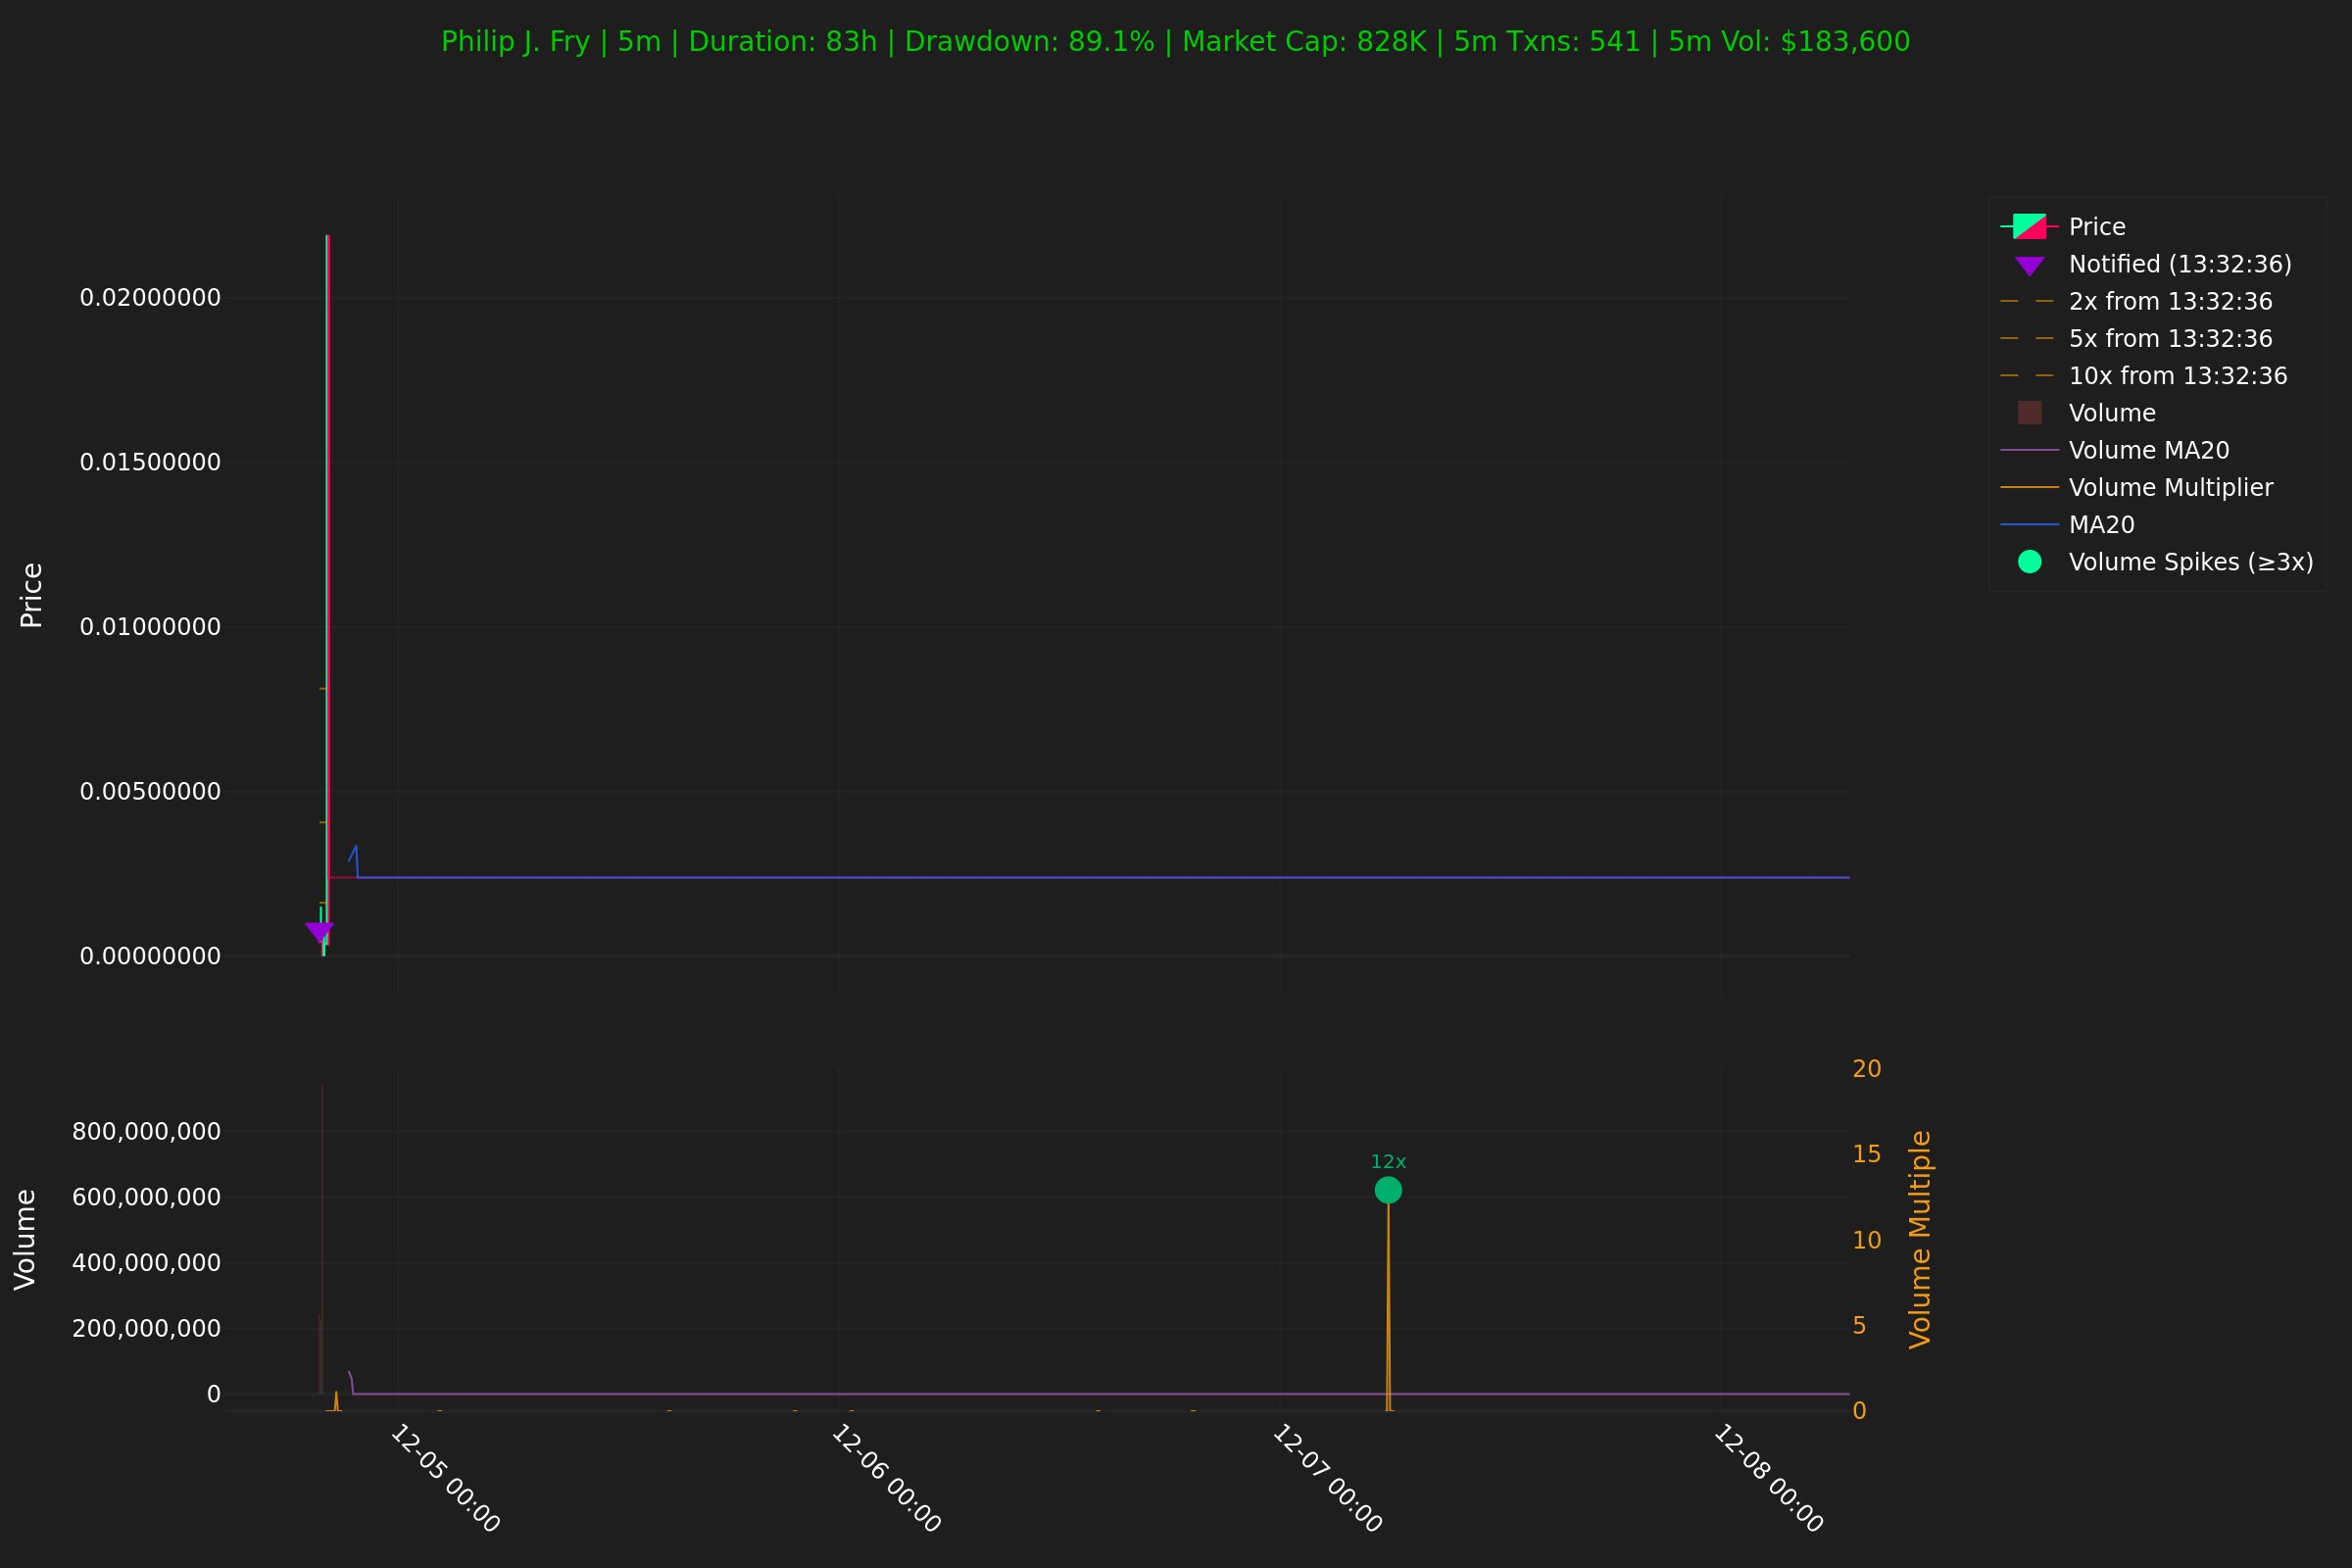 Philip J. Fry | 5m | Duration: 83h | Drawdown: 89.1% | Market Cap: 828K | 5m Txns: 541 | 5m Vol: $183,600
Price
0.02000000
0.01500000
0.01000000
0.00500000
0.00000000
Price
Notified (13:32:36)
2x from 13:32:36
5x from 13:32:36
10x from 13:32:36
Volume
Volume MA20
Volume Multiplier
MA20
Volume Spikes (≥3x)
Volume
800,000,000
600,000,000
400,000,000
200,000,000
0
12x
20
15
10
5
0
Volume Multiple
12-05 00:00
12-06 00:00
12-07 00:00
12-08 00:00